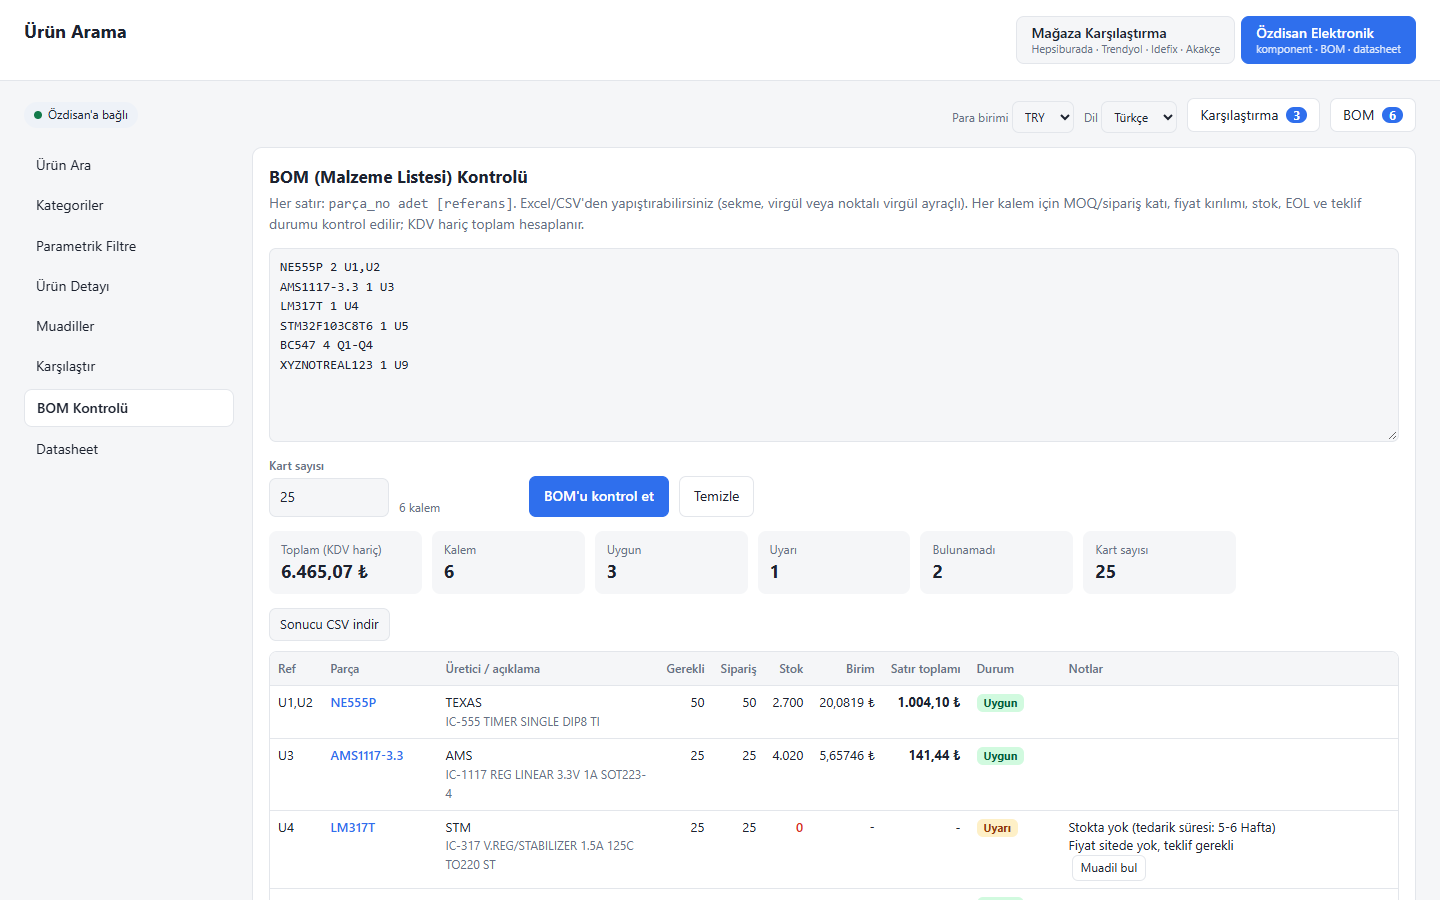 Ürün Arama
Mağaza Karşılaştırma
Hepsiburada · Trendyol · Idefix · Akakçe
Özdisan Elektronik
komponent · BOM · datasheet
Özdisan'a bağlı
Para birimi TRY Dil Türkçe Karşılaştırma 3 BOM 6
Ürün Ara
Kategoriler
Parametrik Filtre
Ürün Detayı
Muadiller
Karşılaştır
BOM Kontrolü
Datasheet
BOM (Malzeme Listesi) Kontrolü
Her satır: parça_no adet [referans]. Excel/CSV'den yapıştırabilirsiniz (sekme, virgül veya noktalı virgül ayraçlı). Her kalem için MOQ/sipariş katı, fiyat kırılımı, stok, EOL ve teklif
durumu kontrol edilir; KDV hariç toplam hesaplanır.
NE555P 2 U1,U2
AMS1117-3.3 1 U3
LM317T 1 U4
STM32F103C8T6 1 U5
BC547 4 Q1-Q4
XYZNOTREAL123 1 U9
Kart sayısı
25
6 kalem
BOM'u kontrol et
Temizle
Toplam (KDV hariç)
6.465,07 ₺
Kalem
6
Uygun
3
Uyarı
1
Bulunamadı
2
Kart sayısı
25
Sonucu CSV indir
Ref Parça Üretici / açıklama Gerekli Sipariş Stok Birim Satır toplamı Durum Notlar
U1,U2 NE555P TEXAS 50 50 2.700 20,0819 ₺ 1.004,10 ₺ Uygun
IC-555 TIMER SINGLE DIP8 TI
U3 AMS1117-3.3 AMS 25 25 4.020 5,65746 ₺ 141,44 ₺ Uygun
IC-1117 REG LINEAR 3.3V 1A SOT223-
4
U4 LM317T STM 25 25 0 - - Uyarı Stokta yok (tedarik süresi: 5-6 Hafta)
IC-317 V.REG/STABILIZER 1.5A 125C Fiyat sitede yok, teklif gerekli
TO220 ST Muadil bul